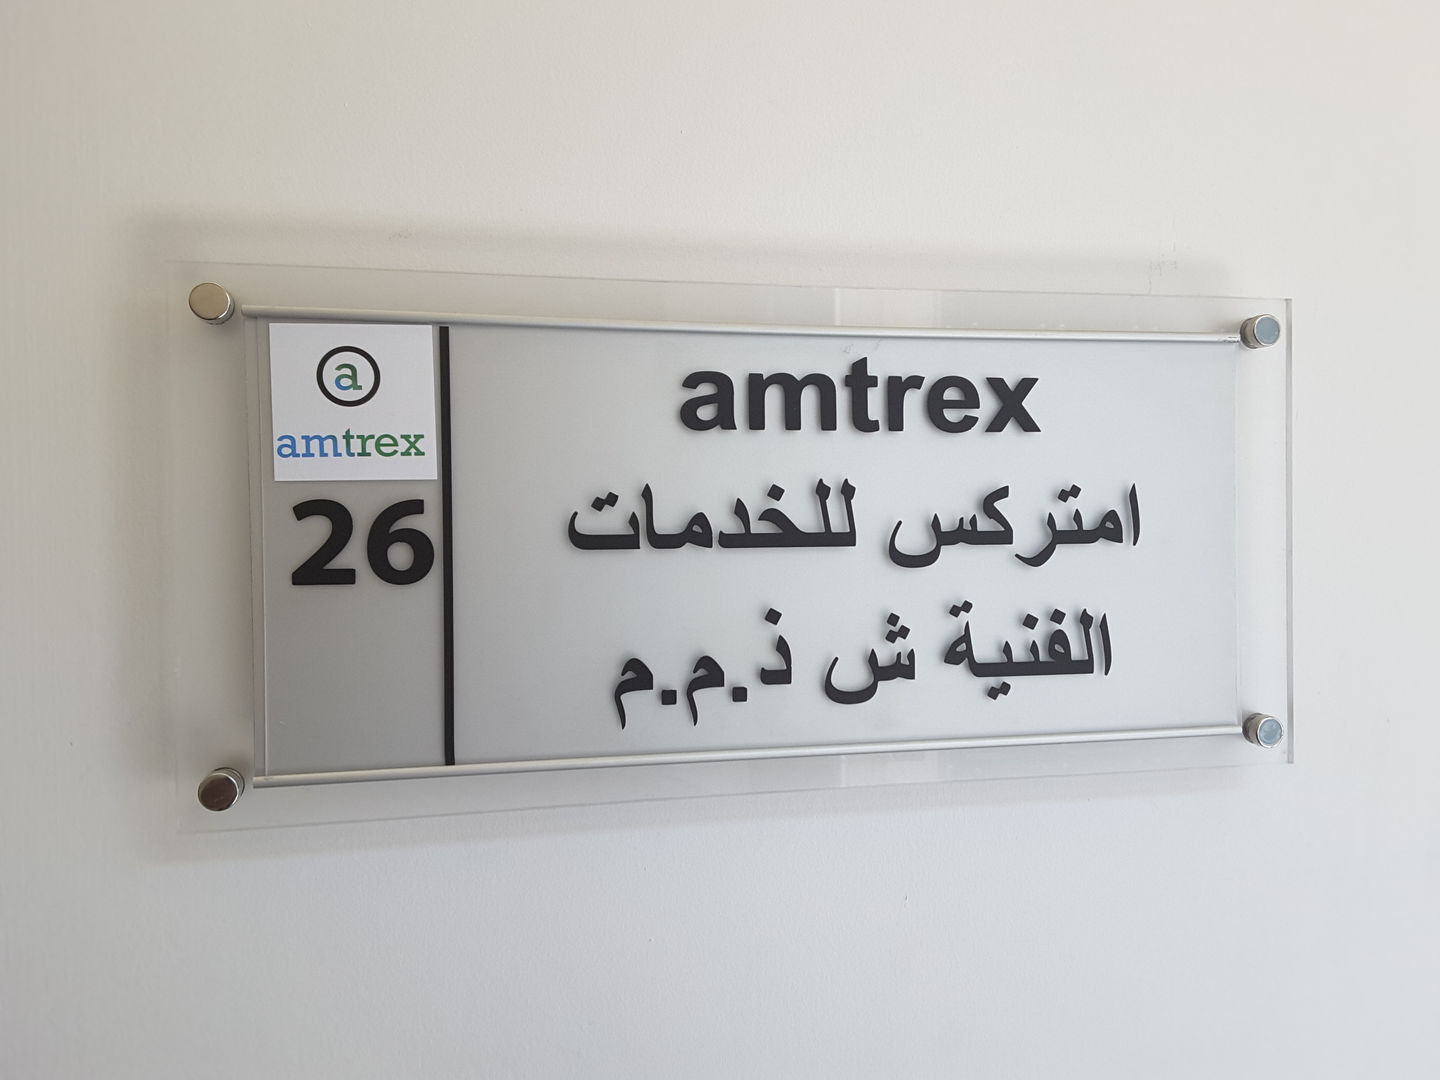 a
amtrex
26
amtrex
امتركس للخدمات
الفنية ش ذ.م.م